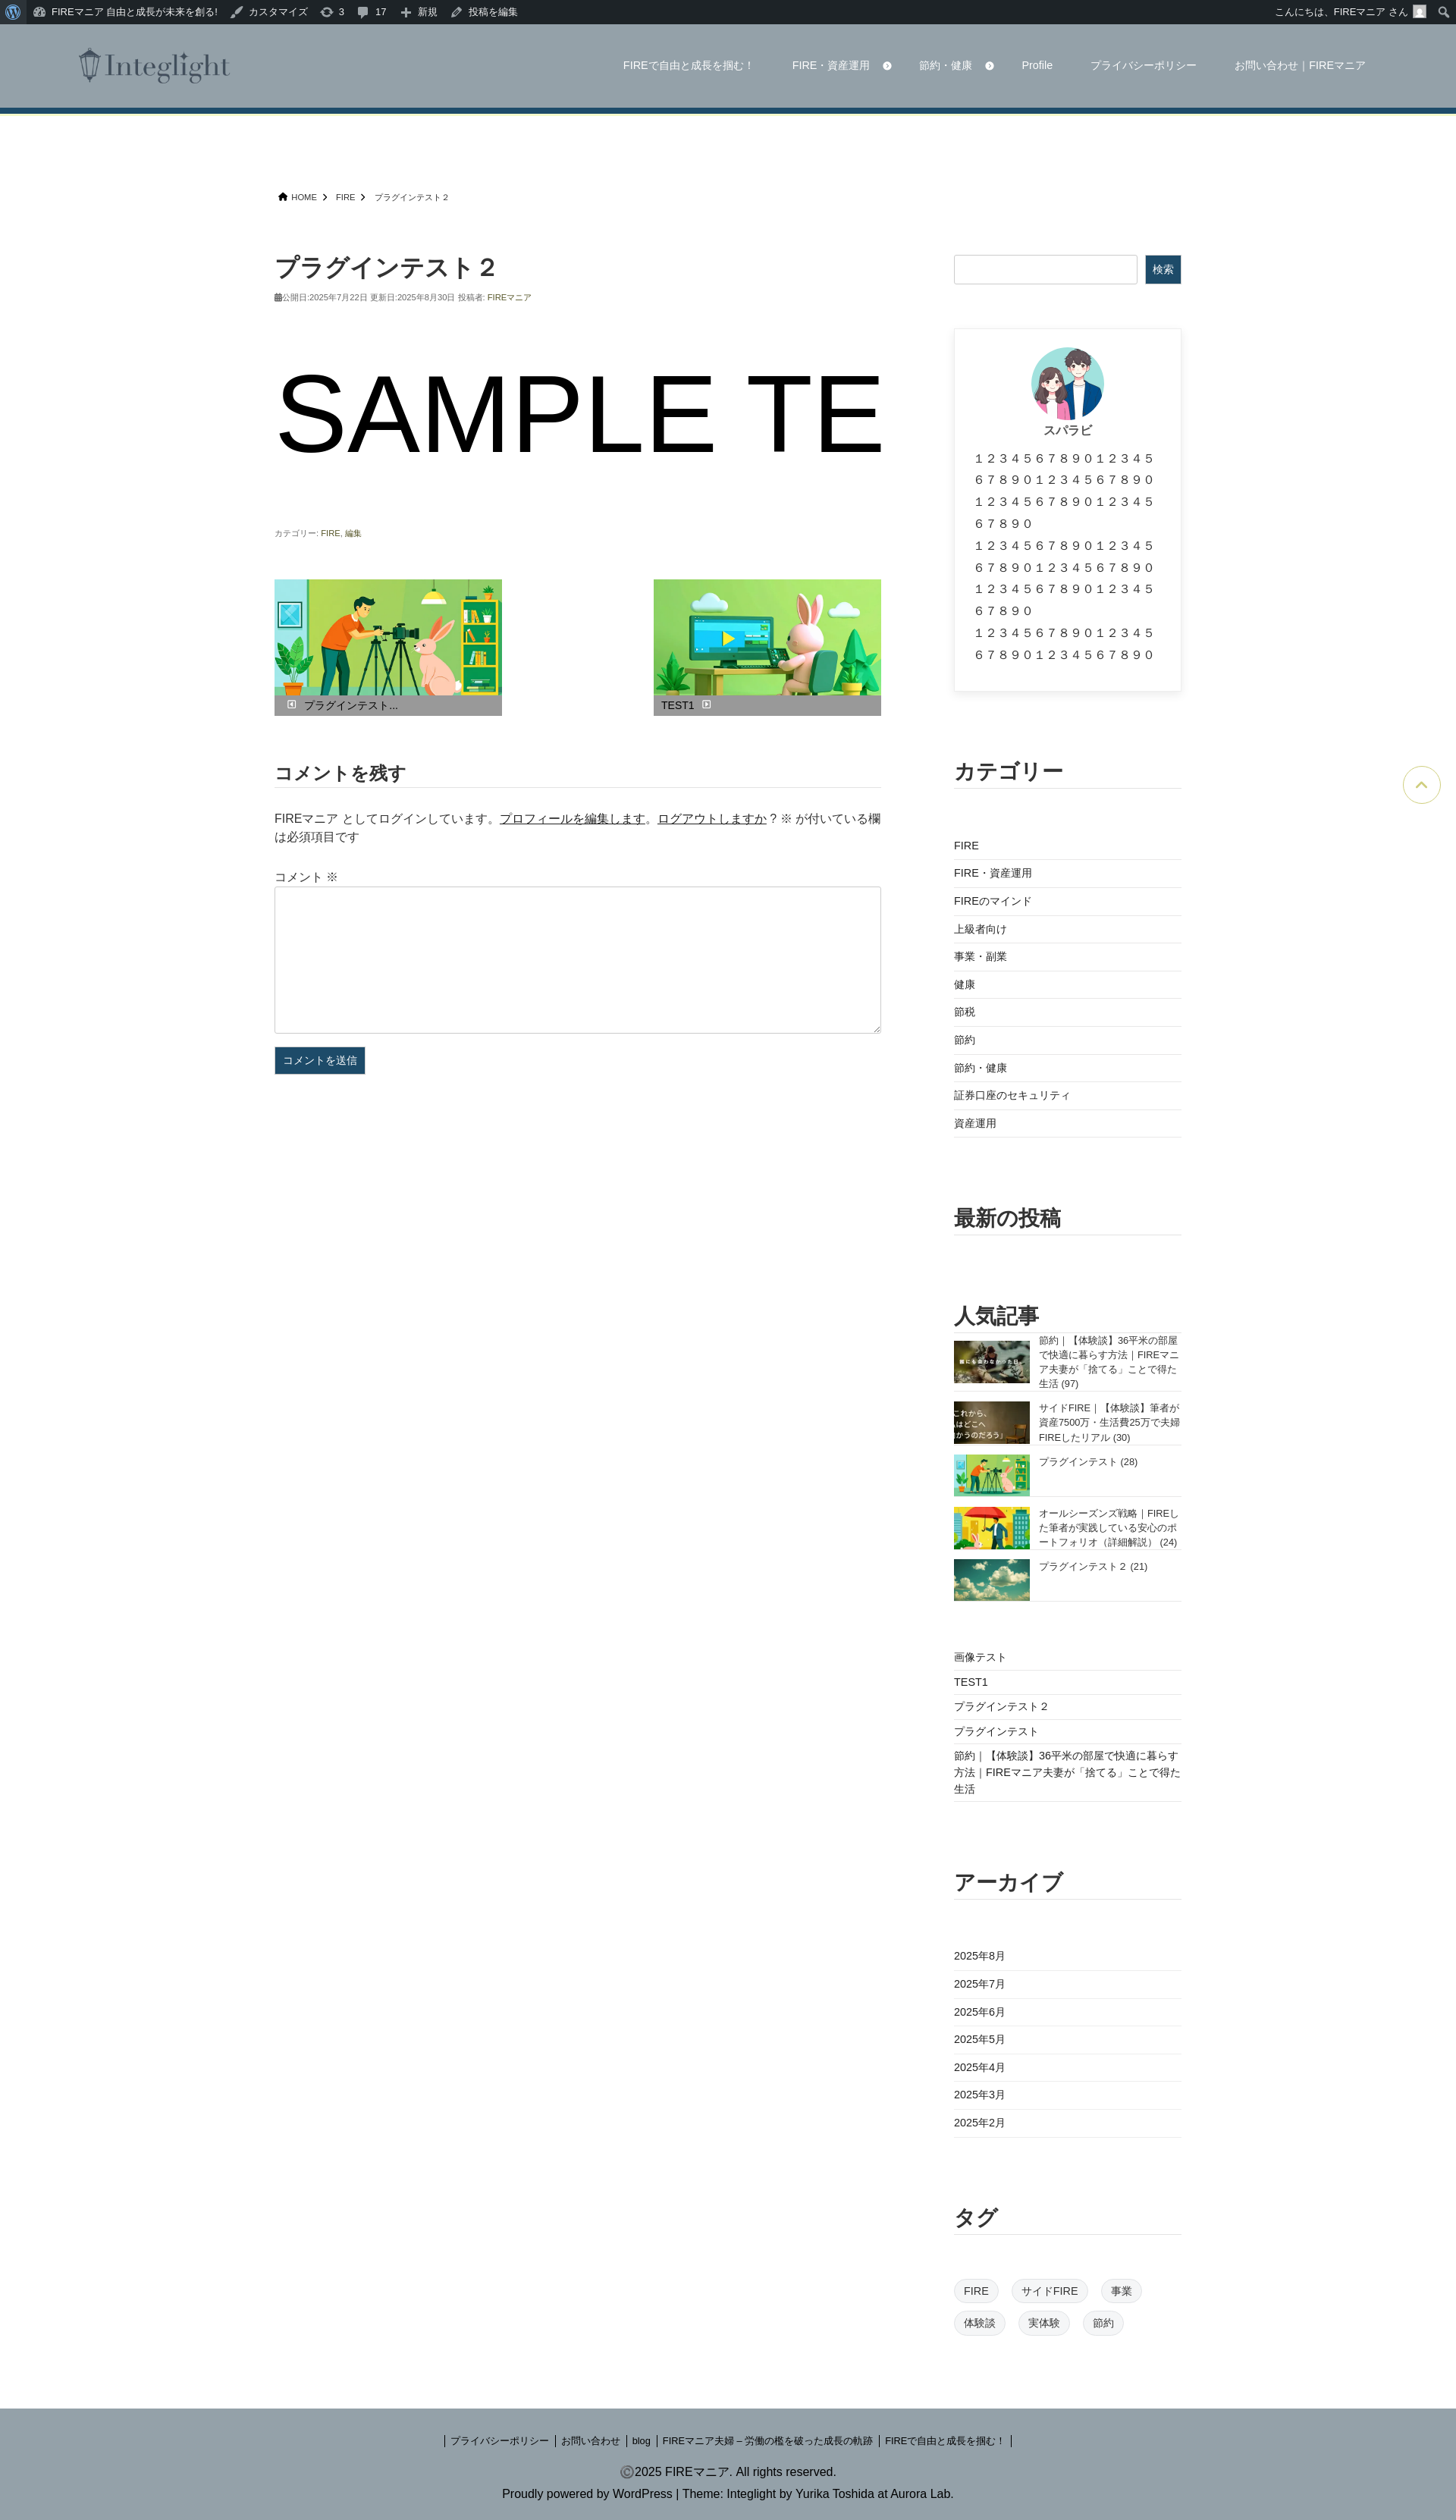 FIREマニア 自由と成長が未来を創る! カスタマイズ 3 17 新規 投稿を編集 こんにちは、FIREマニア さん
Integlight
FIREで自由と成長を掴む！ FIRE・資産運用 節約・健康 Profile プライバシーポリシー お問い合わせ｜FIREマニア
HOME FIRE プラグインテスト２
プラグインテスト２
公開日:2025年7月22日 更新日:2025年8月30日 投稿者: FIREマニア
SAMPLE TE
カテゴリー: FIRE, 編集
プラグインテスト...
TEST1
コメントを残す
FIREマニア としてログインしています。プロフィールを編集します。ログアウトしますか ? ※ が付いている欄
は必須項目です
コメント ※
コメントを送信
検索
スパラビ
１２３４５６７８９０１２３４５
６７８９０１２３４５６７８９０
１２３４５６７８９０１２３４５
６７８９０
１２３４５６７８９０１２３４５
６７８９０１２３４５６７８９０
１２３４５６７８９０１２３４５
６７８９０
１２３４５６７８９０１２３４５
６７８９０１２３４５６７８９０
カテゴリー
FIRE
FIRE・資産運用
FIREのマインド
上級者向け
事業・副業
健康
節税
節約
節約・健康
証券口座のセキュリティ
資産運用
最新の投稿
人気記事
節約｜【体験談】36平米の部屋
で快適に暮らす方法｜FIREマニ
ア夫妻が「捨てる」ことで得た
生活 (97)
これから、
私はどこへ
向かうのだろう」
サイドFIRE｜【体験談】筆者が
資産7500万・生活費25万で夫婦
FIREしたリアル (30)
プラグインテスト (28)
オールシーズンズ戦略｜FIREし
た筆者が実践している安心のポ
ートフォリオ（詳細解説） (24)
プラグインテスト２ (21)
画像テスト
TEST1
プラグインテスト２
プラグインテスト
節約｜【体験談】36平米の部屋で快適に暮らす
方法｜FIREマニア夫妻が「捨てる」ことで得た
生活
アーカイブ
2025年8月
2025年7月
2025年6月
2025年5月
2025年4月
2025年3月
2025年2月
タグ
FIRE サイドFIRE 事業
体験談 実体験 節約
プライバシーポリシー お問い合わせ blog FIREマニア夫婦 – 労働の檻を破った成長の軌跡 FIREで自由と成長を掴む！
©2025 FIREマニア. All rights reserved.
Proudly powered by WordPress | Theme: Integlight by Yurika Toshida at Aurora Lab.